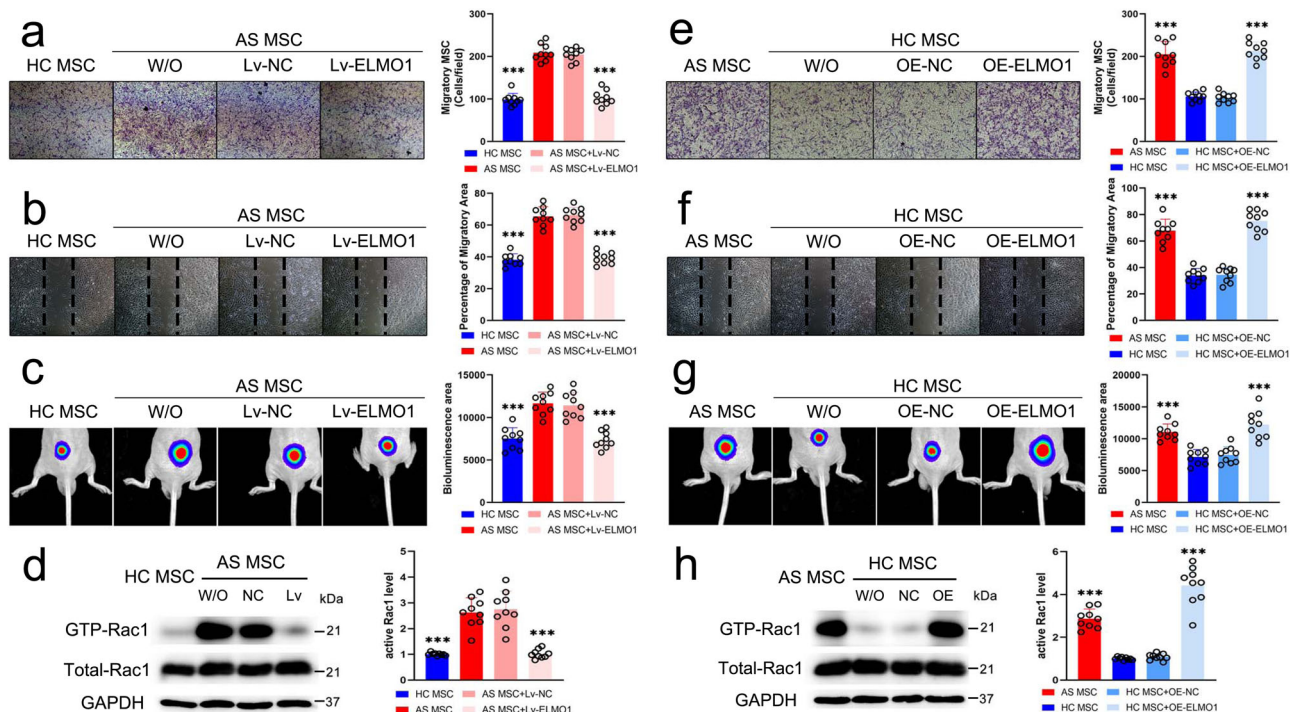 a
AS MSC
HC MSC W/O Lv-NC Lv-ELMO1
Migratory MSC
(Cells/field)
300
200
100
0
***
***
HC MSC AS MSC+Lv-NC
AS MSC AS MSC+Lv-ELMO1
e
HC MSC
AS MSC W/O OE-NC OE-ELMO1
Migratory MSC
(Cells/field)
300
200
100
0
***
***
AS MSC HC MSC+OE-NC
HC MSC HC MSC+OE-ELMO1
b
AS MSC
HC MSC W/O Lv-NC Lv-ELMO1
Percentage of Migratory Area
80
60
40
20
0
***
***
HC MSC AS MSC+Lv-NC
AS MSC AS MSC+Lv-ELMO1
f
HC MSC
AS MSC W/O OE-NC OE-ELMO1
Percentage of Migratory Area
100
80
60
40
20
0
***
***
AS MSC HC MSC+OE-NC
HC MSC HC MSC+OE-ELMO1
c
AS MSC
HC MSC W/O Lv-NC Lv-ELMO1
Bioluminescence area
15000
10000
5000
0
***
***
HC MSC AS MSC+Lv-NC
AS MSC AS MSC+Lv-ELMO1
g
HC MSC
AS MSC W/O OE-NC OE-ELMO1
Bioluminescence area
20000
15000
10000
5000
0
***
***
AS MSC HC MSC+OE-NC
HC MSC HC MSC+OE-ELMO1
d
AS MSC
HC MSC W/O NC Lv kDa
GTP-Rac1 21
Total-Rac1 21
GAPDH 37
active Rac1 level
5
4
3
2
1
0
***
***
HC MSC AS MSC+Lv-NC
AS MSC AS MSC+Lv-ELMO1
h
HC MSC
AS MSC W/O NC OE kDa
GTP-Rac1 21
Total-Rac1 21
GAPDH 37
active Rac1 level
6
4
2
0
***
***
AS MSC HC MSC+OE-NC
HC MSC HC MSC+OE-ELMO1